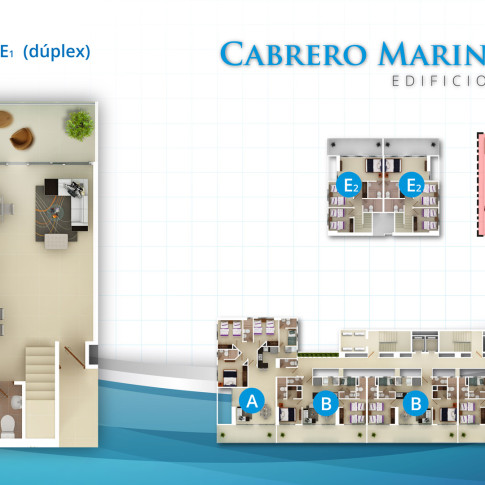 E₁ (dúplex)
CABRERO MARIN
EDIFICIO
E₂ E₂
A B B